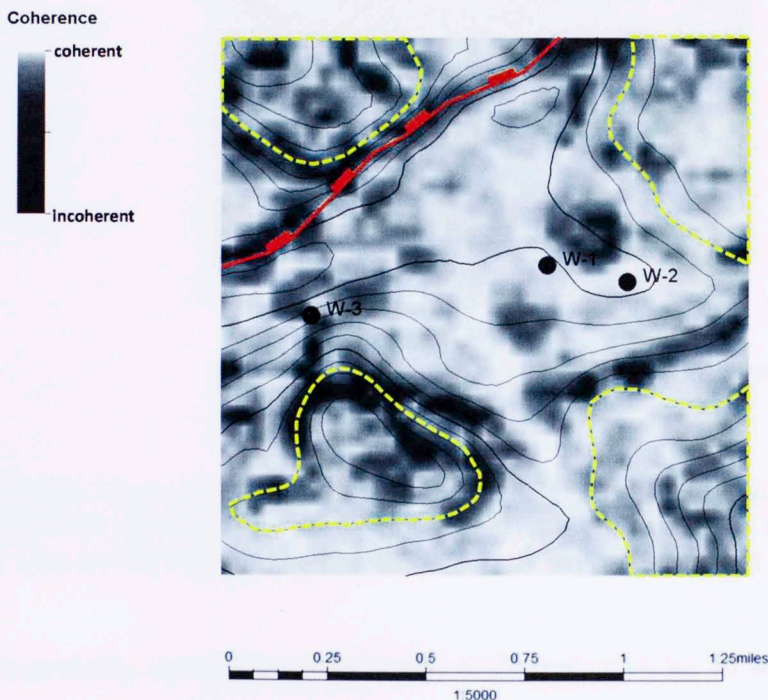 Coherence
coherent
incoherent
W-1
W-2
W-3
0 0 25 0 5 0 75 1 1 25miles
1 5000